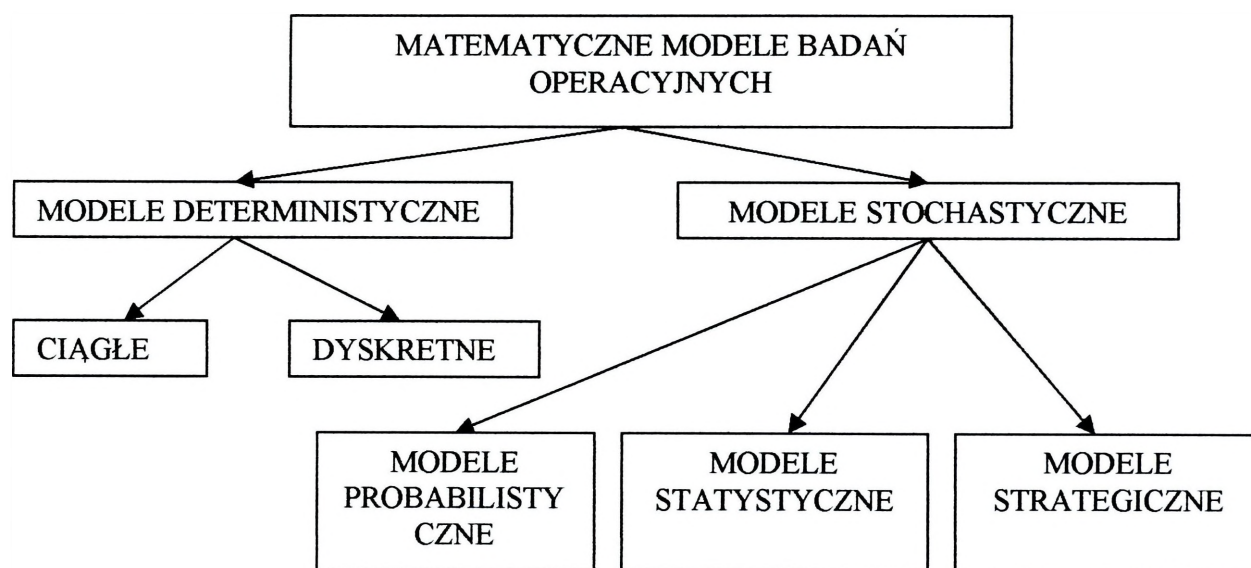 MATEMATYCZNE MODELE BADAŃ
OPERACYJNYCH
MODELE DETERMINISTYCZNE
MODELE STOCHASTYCZNE
CIĄGŁE
DYSKRETNE
MODELE
PROBABILISTY
CZNE
MODELE
STATYSTYCZNE
MODELE
STRATEGICZNE